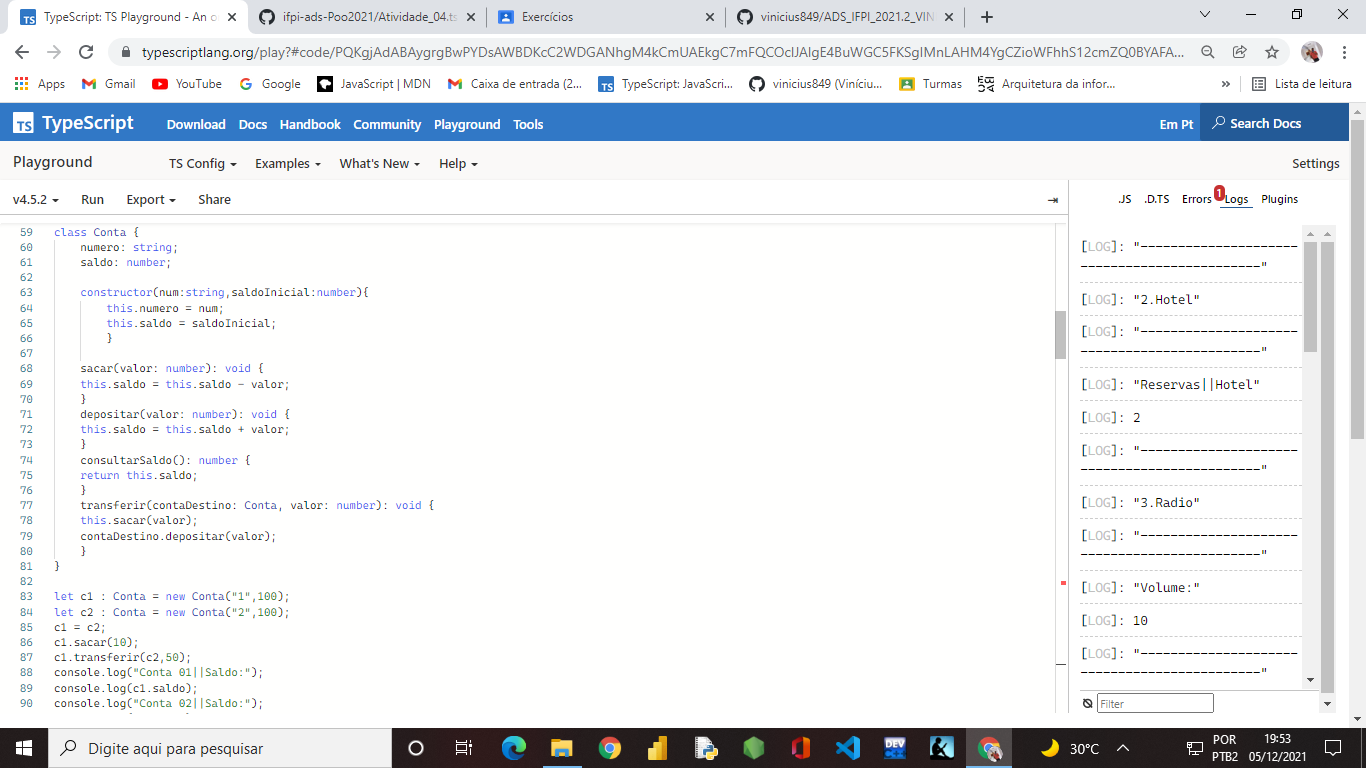 TypeScript: TS Playground - An o
ifpi-ads-Poo2021/Atividade_04.ts
Exercícios
vinicius849/ADS_IFPI_2021.2_VIN
Apps
Gmail
YouTube
Google
JavaScript | MDN
Caixa de entrada (2...
TypeScript: JavaScri...
vinicius849 (Viníciu...
Turmas
Arquitetura da infor...
»
Lista de leitura
TS TypeScript
Download
Docs
Handbook
Community
Playground
Tools
Em Pt
Search Docs
Playground
TS Config
Examples
What's New
Help
Settings
v4.5.2
Run
Export
Share
59 class Conta {
60 numero: string;
61 saldo: number;
62
63 constructor(num:string,saldoInicial:number){
64 this.numero = num;
65 this.saldo = saldoInicial;
66 }
67
68 sacar(valor: number): void {
69 this.saldo = this.saldo - valor;
70 }
71 depositar(valor: number): void {
72 this.saldo = this.saldo + valor;
73 }
74 consultarSaldo(): number {
75 return this.saldo;
76 }
77 transferir(contaDestino: Conta, valor: number): void {
78 this.sacar(valor);
79 contaDestino.depositar(valor);
80 }
81 }
82
83 let c1 : Conta = new Conta("1",100);
84 let c2 : Conta = new Conta("2",100);
85 c1 = c2;
86 c1.sacar(10);
87 c1.transferir(c2,50);
88 console.log("Conta 01||Saldo:");
89 console.log(c1.saldo);
90 console.log("Conta 02||Saldo:");
.JS
.D.TS
Errors
1
Logs
Plugins
[LOG]: "---------------------
------------------------"
[LOG]: "2.Hotel"
[LOG]: "---------------------
------------------------"
[LOG]: "Reservas||Hotel"
[LOG]: 2
[LOG]: "---------------------
------------------------"
[LOG]: "3.Radio"
[LOG]: "---------------------
------------------------"
[LOG]: "Volume:"
[LOG]: 10
[LOG]: "---------------------
------------------------"
Filter
Digite aqui para pesquisar
DEV
30°C
POR
PTB2
19:53
05/12/2021